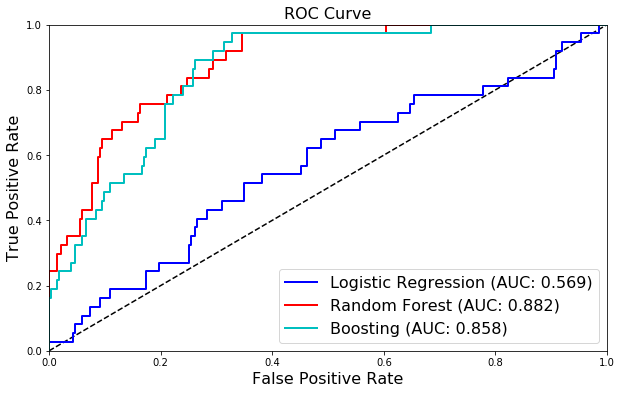 ROC Curve
True Positive Rate
1.0
0.8
0.6
0.4
0.2
0.0
Logistic Regression (AUC: 0.569)
Random Forest (AUC: 0.882)
Boosting (AUC: 0.858)
0.0 0.2 0.4 0.6 0.8 1.0
False Positive Rate